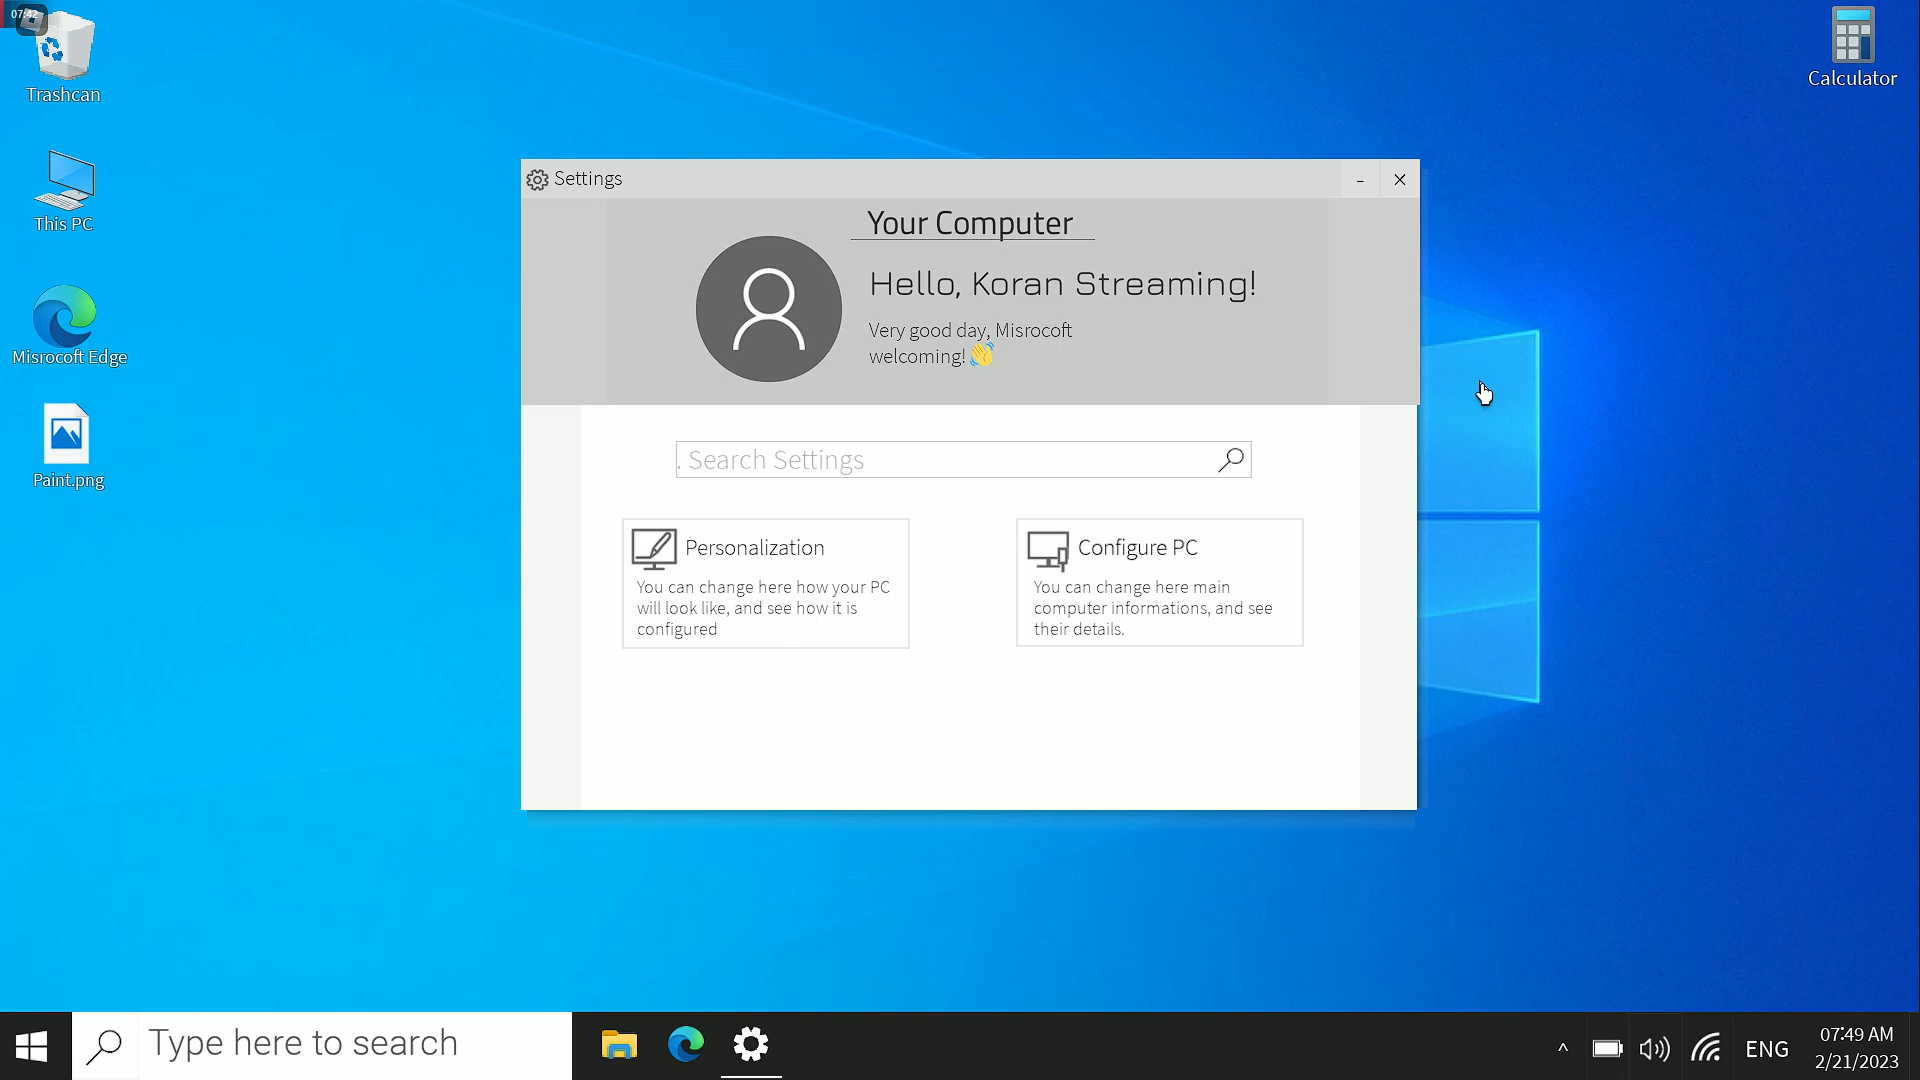 07:42
Trashcan
This PC
Misrocoft Edge
Paint.png
Calculator
Settings
Your Computer
Hello, Koran Streaming!
Very good day, Misrocoft
welcoming!👋
. Search Settings
Personalization
You can change here how your PC
will look like, and see how it is
configured
Configure PC
You can change here main
computer informations, and see
their details.
Type here to search
ENG
07:49 AM
2/21/2023